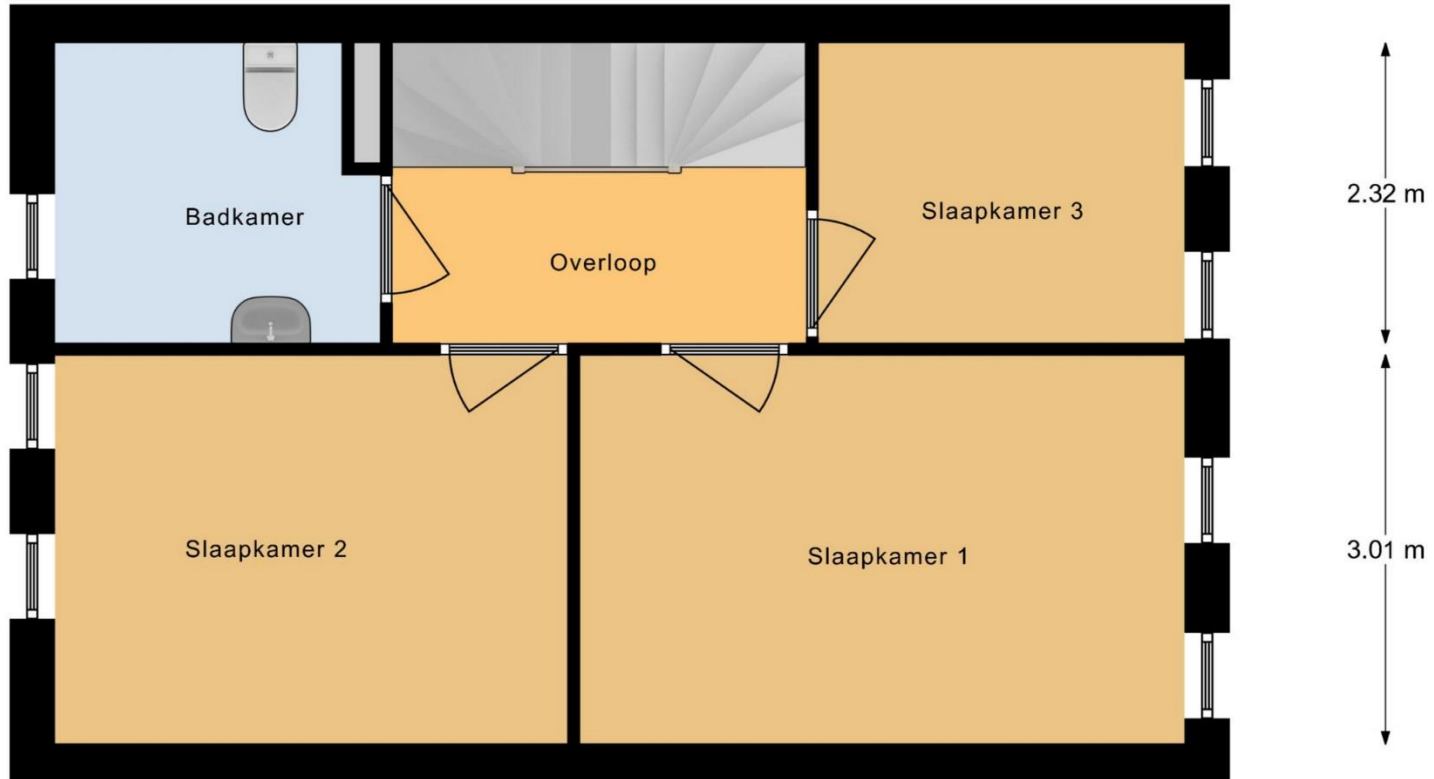 2.32 m
Slaapkamer 3
Badkamer
Overloop
Slaapkamer 2
Slaapkamer 1
3.01 m